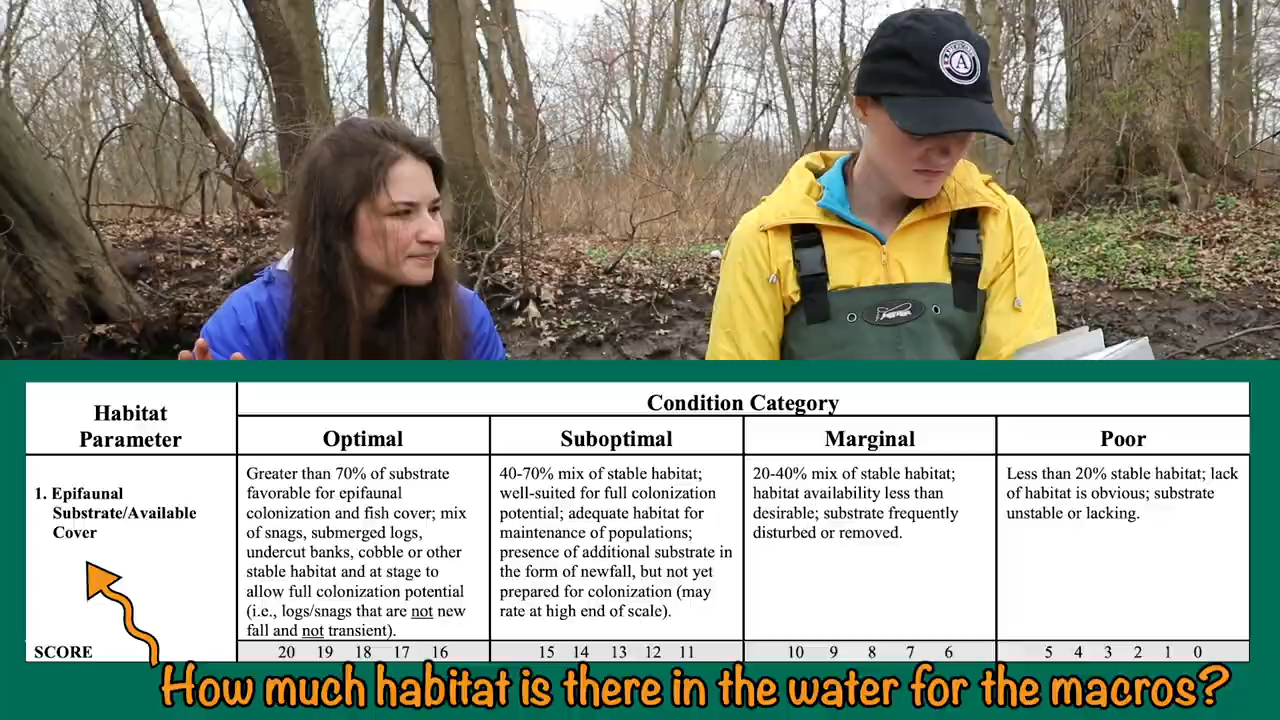 A
Habitat
Parameter
Condition Category
Optimal
Suboptimal
Marginal
Poor
1. Epifaunal
Substrate/Available
Cover
Greater than 70% of substrate
favorable for epifaunal
colonization and fish cover; mix
of snags, submerged logs,
undercut banks, cobble or other
stable habitat and at stage to
allow full colonization potential
(i.e., logs/snags that are not new
fall and not transient).
40-70% mix of stable habitat;
well-suited for full colonization
potential; adequate habitat for
maintenance of populations;
presence of additional substrate in
the form of newfall, but not yet
prepared for colonization (may
rate at high end of scale).
20-40% mix of stable habitat;
habitat availability less than
desirable; substrate frequently
disturbed or removed.
Less than 20% stable habitat; lack
of habitat is obvious; substrate
unstable or lacking.
SCORE
20 19 18 17 16
15 14 13 12 11
10 9 8 7 6
5 4 3 2 1 0
How much habitat is there in the water for the macros?